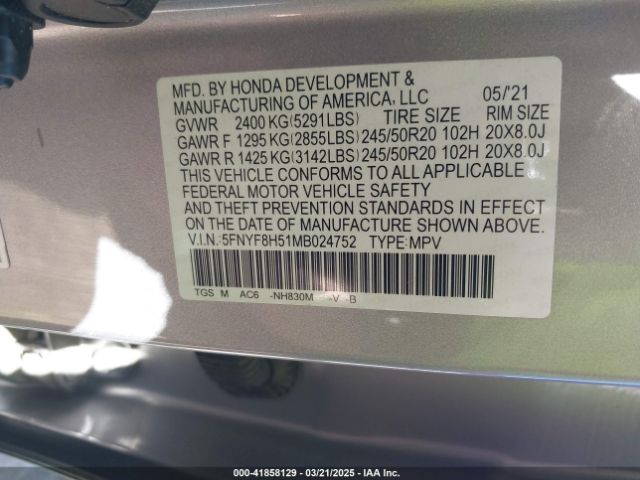 MFD. BY HONDA DEVELOPMENT &
MANUFACTURING OF AMERICA, LLC 05/'21
GVWR 2400 KG(5291LBS) TIRE SIZE RIM SIZE
GAWR F 1295 KG(2855LBS) 245/50R20 102H 20X8.0J
GAWR R 1425 KG(3142LBS) 245/50R20 102H 20X8.0J
THIS VEHICLE CONFORMS TO ALL APPLICABLE
FEDERAL MOTOR VEHICLE SAFETY
AND THEFT PREVENTION STANDARDS IN EFFECT
ON THE DATE OF MANUFACTURE SHOWN ABOVE.
V.I.N.:5FNYF8H51MB024752 TYPE:MPV
TGS M AC6 -NH830M -V -B
000-41858129 - 03/21/2025 - IAA Inc.